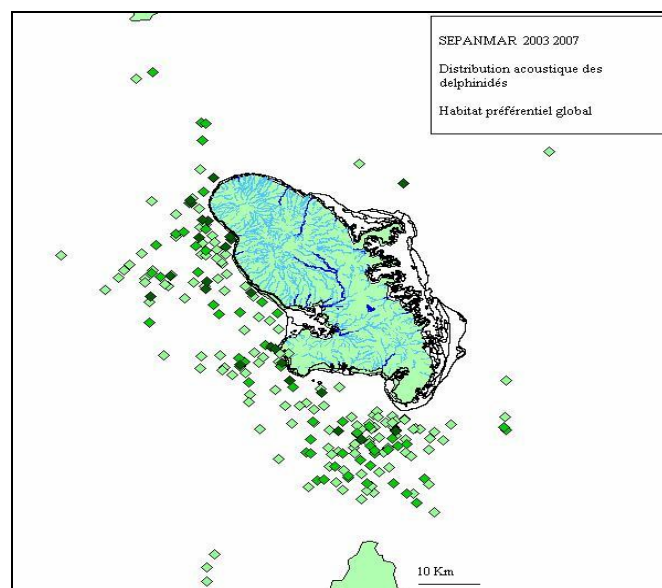 SEPANMAR 2003 2007
Distribution acoustique des
delphinidés
Habitat préférentiel global
10 Km